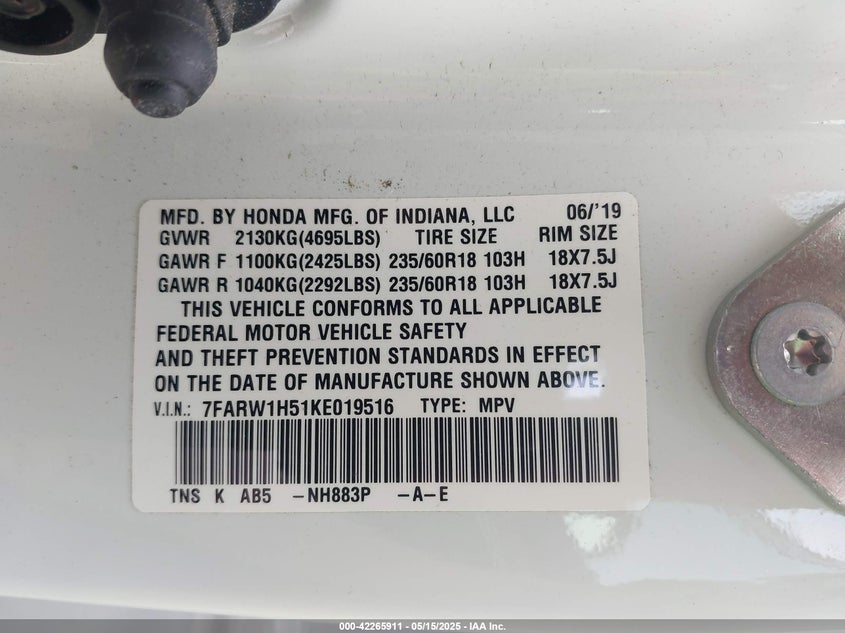 MFD. BY HONDA MFG. OF INDIANA, LLC 06/'19
GVWR 2130KG(4695LBS) TIRE SIZE RIM SIZE
GAWR F 1100KG(2425LBS) 235/60R18 103H 18X7.5J
GAWR R 1040KG(2292LBS) 235/60R18 103H 18X7.5J
THIS VEHICLE CONFORMS TO ALL APPLICABLE
FEDERAL MOTOR VEHICLE SAFETY
AND THEFT PREVENTION STANDARDS IN EFFECT
ON THE DATE OF MANUFACTURE SHOWN ABOVE.
V.I.N.: 7FARW1H51KE019516 TYPE: MPV
TNS K AB5 -NH883P -A-E
000-42265911 - 05/15/2025 - IAA Inc.